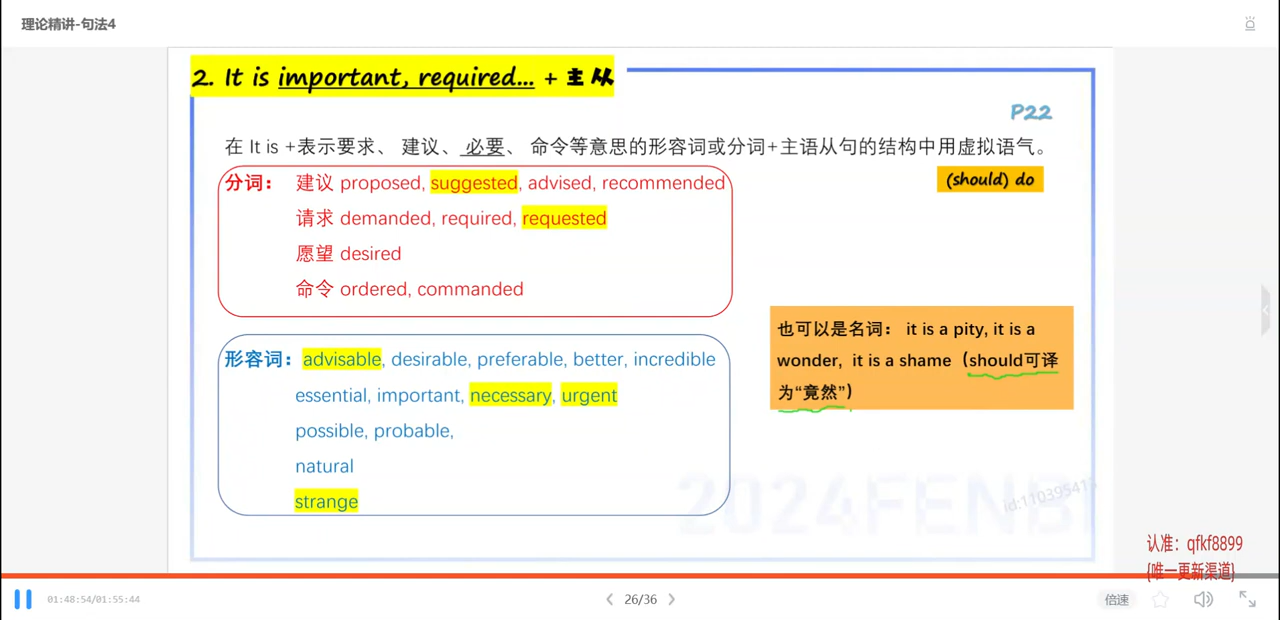 理论精讲-句法4
2. It is important, required... + 主从
P22
在 It is +表示要求、 建议、 必要、 命令等意思的形容词或分词+主语从句的结构中用虚拟语气。
(should) do
分词： 建议 proposed, suggested, advised, recommended
请求 demanded, required, requested
愿望 desired
命令 ordered, commanded
形容词：advisable, desirable, preferable, better, incredible
essential, important, necessary, urgent
possible, probable,
natural
strange
也可以是名词： it is a pity, it is a
wonder, it is a shame（should可译
为“竟然”）
2024FENBI
认准：qfkf8899
{唯一更新渠道}
01:48:54/01:55:44
26/36
倍速